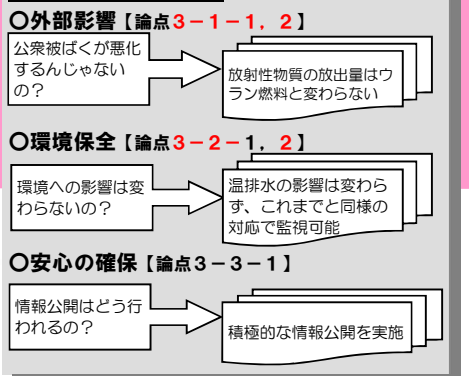 〇外部影響【論点３－１－１，２】
公衆被ばくが悪化
するんじゃない
の？
放射性物質の放出量はウ
ラン燃料と変わらない
〇環境保全【論点３－２－１，２】
環境への影響は変
わらないの？
温排水の影響は変わら
ず、これまでと同様の
対応で監視可能
〇安心の確保【論点３－３－１】
情報公開はどう行
われるの？
積極的な情報公開を実施